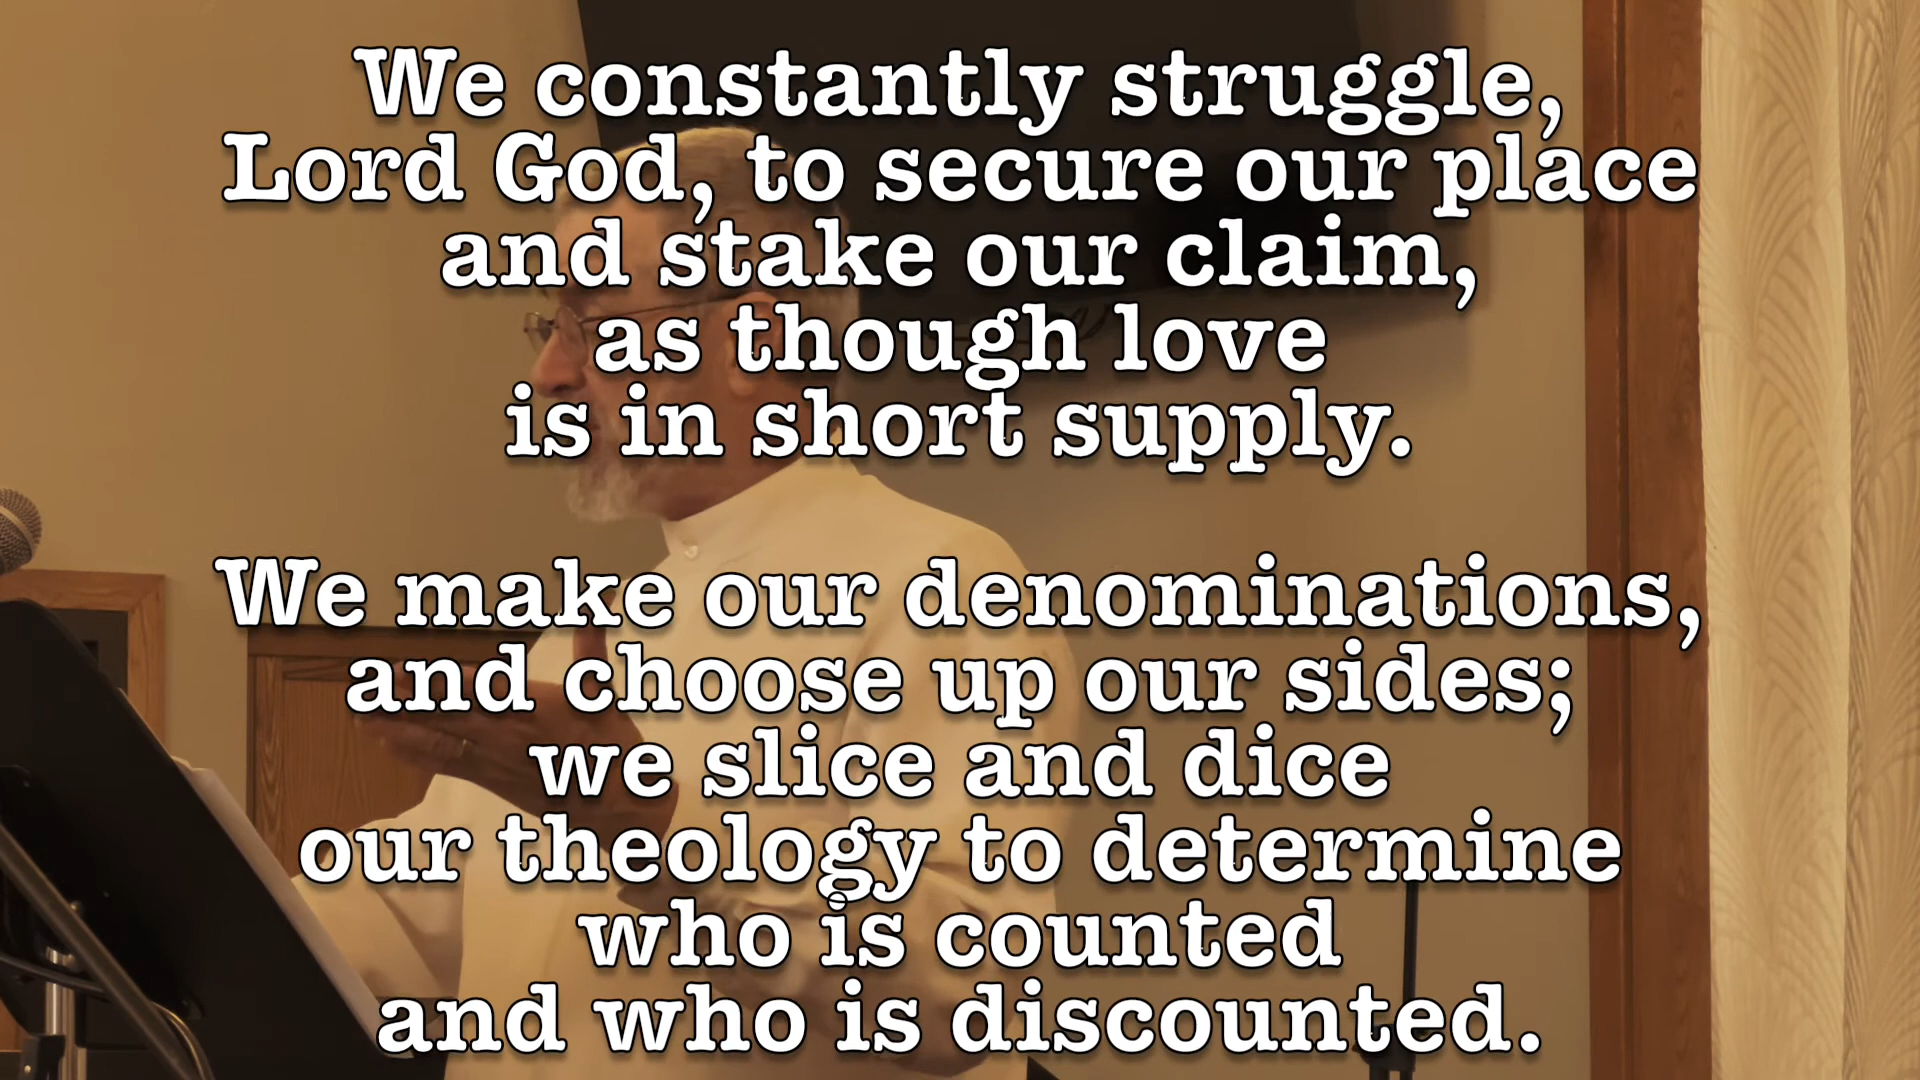 We constantly struggle,
Lord God, to secure our place
and stake our claim,
as though love
is in short supply.
We make our denominations,
and choose up our sides;
we slice and dice
our theology to determine
who is counted
and who is discounted.